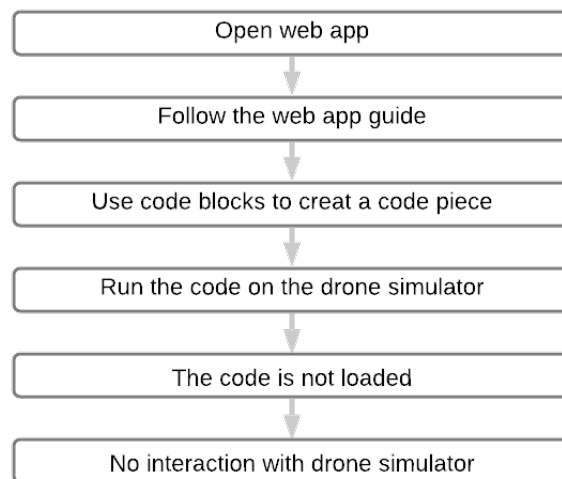 Open web app
Follow the web app guide
Use code blocks to creat a code piece
Run the code on the drone simulator
The code is not loaded
No interaction with drone simulator